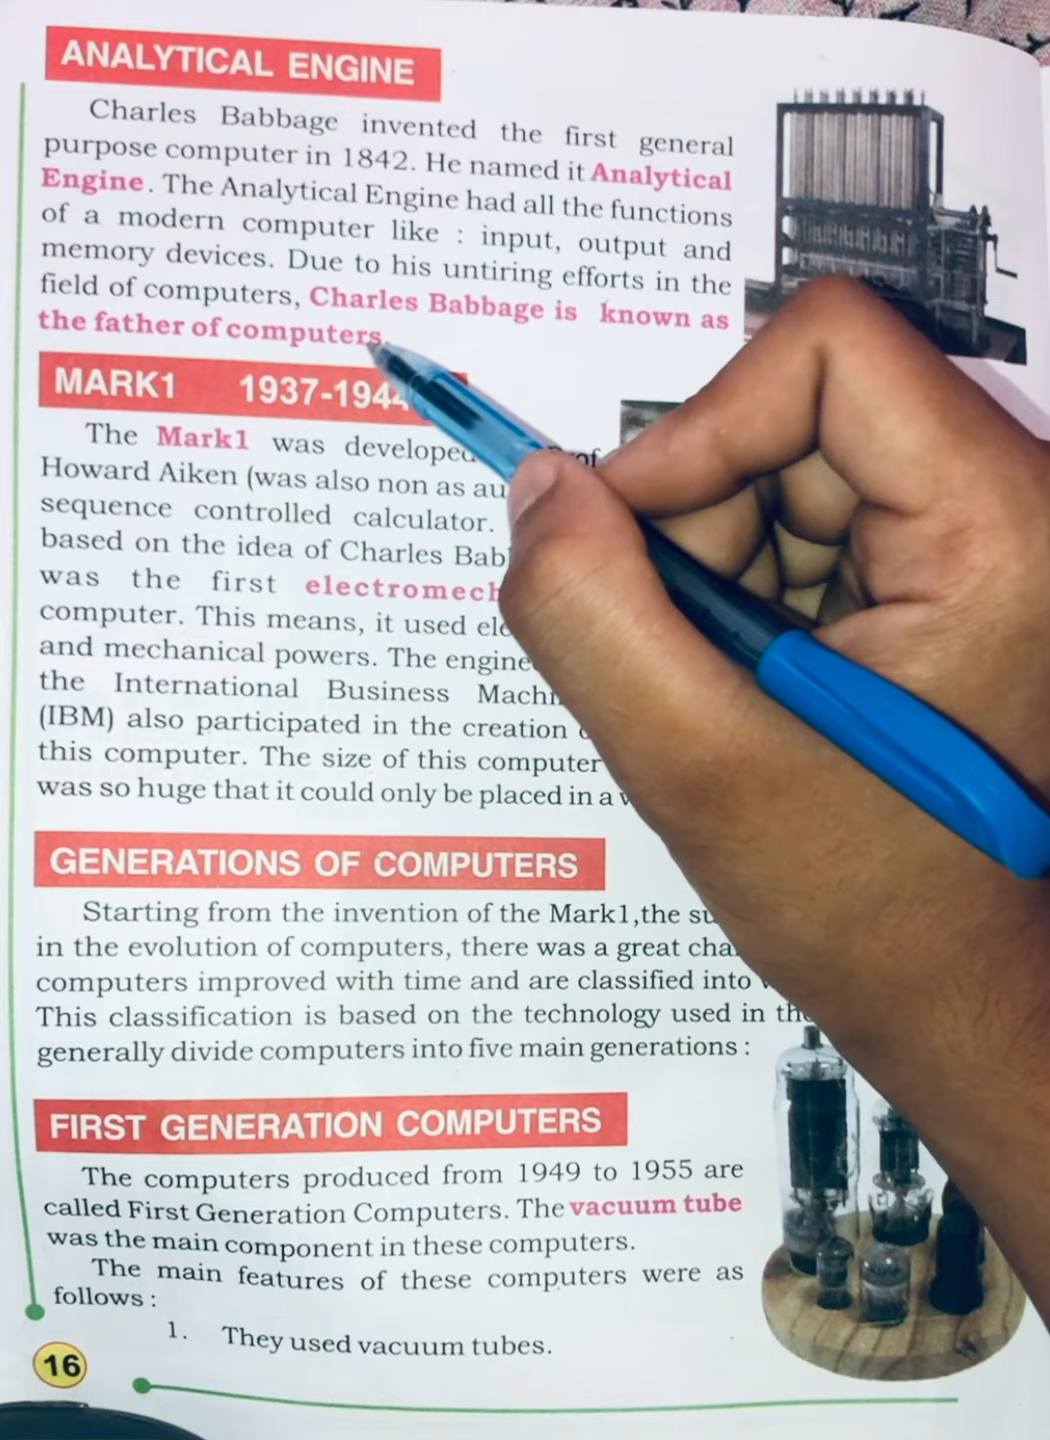 ANALYTICAL ENGINE
Charles Babbage invented the first general
purpose computer in 1842. He named it Analytical
Engine. The Analytical Engine had all the functions
of a modern computer like : input, output and
memory devices. Due to his untiring efforts in the
field of computers, Charles Babbage is known as
the father of computers.
MARK1 1937-1944
The Mark1 was developed of
Howard Aiken (was also non as
sequence controlled calculator.
based on the idea of Charles
was the first
computer. This means, it used
and mechanical powers. The engine
the International Business
(IBM) also participated in the creation
this computer. The size of this computer
was so huge that it could only be placed in a
GENERATIONS OF COMPUTERS
Starting from the invention of the Mark1,the
in the evolution of computers, there was a great
computers improved with time and are classified into
This classification is based on the technology used in
generally divide computers into five main generations :
FIRST GENERATION COMPUTERS
The computers produced from 1949 to 1955 are
called First Generation Computers. The vacuum tube
was the main component in these computers.
The main features of these computers were as
follows :
1. They used vacuum tubes.
16